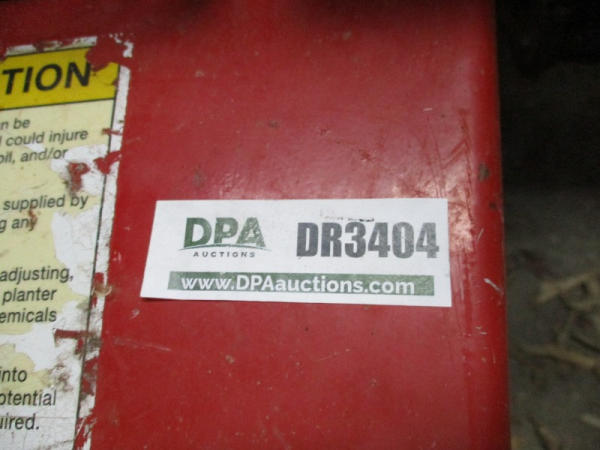 TION
n be
could injure
oil, and/or
supplied by
g any
adjusting,
planter
emicals
into
otential
uired.
DPA
AUCTIONS
DR3404
www.DPAauctions.com